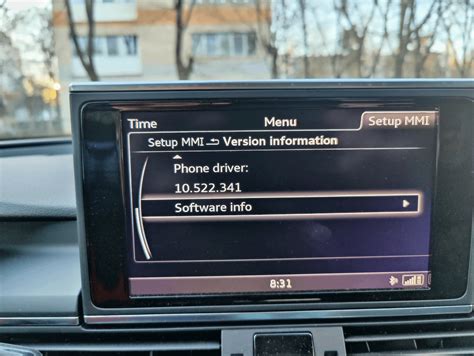 Time Menu Setup MMI
Setup MMI Version information
Phone driver:
10.522.341
Software info
8:31